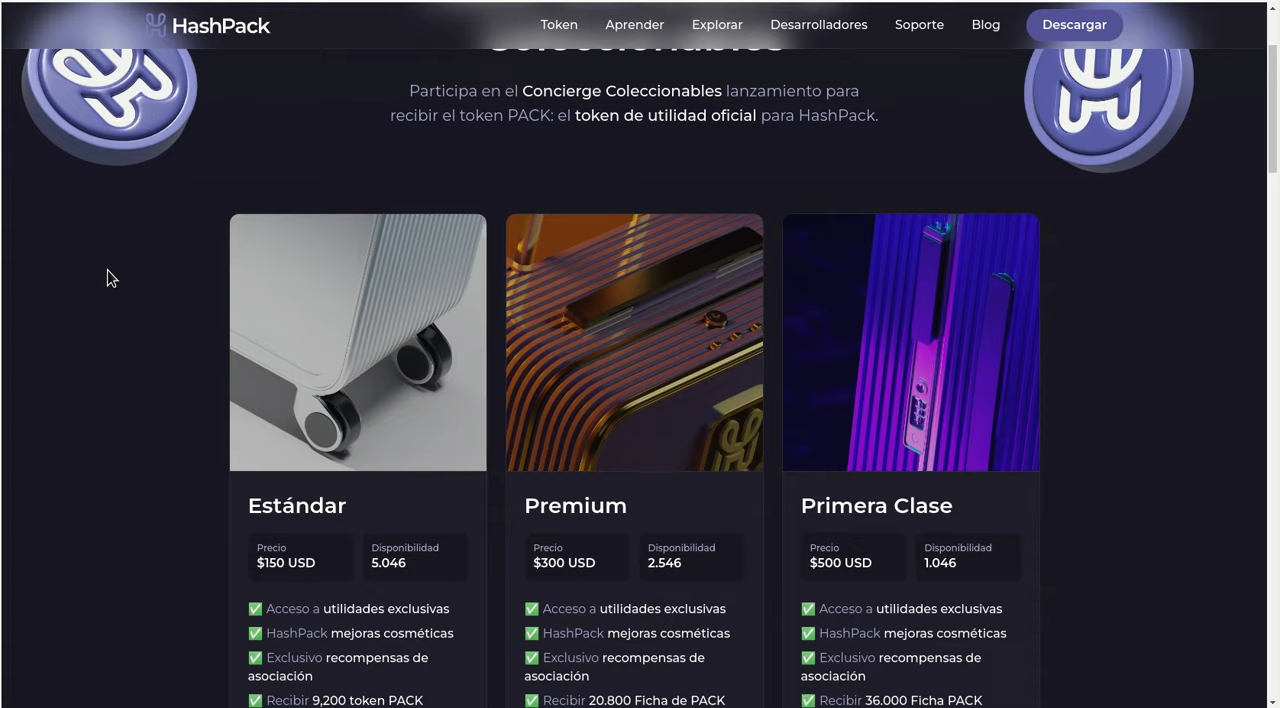 HashPack
Token Aprender Explorar Desarrolladores Soporte Blog Descargar
Coleccionables
Participa en el Concierge Coleccionables lanzamiento para
recibir el token PACK: el token de utilidad oficial para HashPack.
Estándar
Precio
$150 USD
Disponibilidad
5.046
✅ Acceso a utilidades exclusivas
✅ HashPack mejoras cosméticas
✅ Exclusivo recompensas de
asociación
✅ Recibir 9,200 token PACK
Premium
Precio
$300 USD
Disponibilidad
2.546
✅ Acceso a utilidades exclusivas
✅ HashPack mejoras cosméticas
✅ Exclusivo recompensas de
asociación
✅ Recibir 20.800 Ficha de PACK
Primera Clase
Precio
$500 USD
Disponibilidad
1.046
✅ Acceso a utilidades exclusivas
✅ HashPack mejoras cosméticas
✅ Exclusivo recompensas de
asociación
✅ Recibir 36.000 Ficha PACK